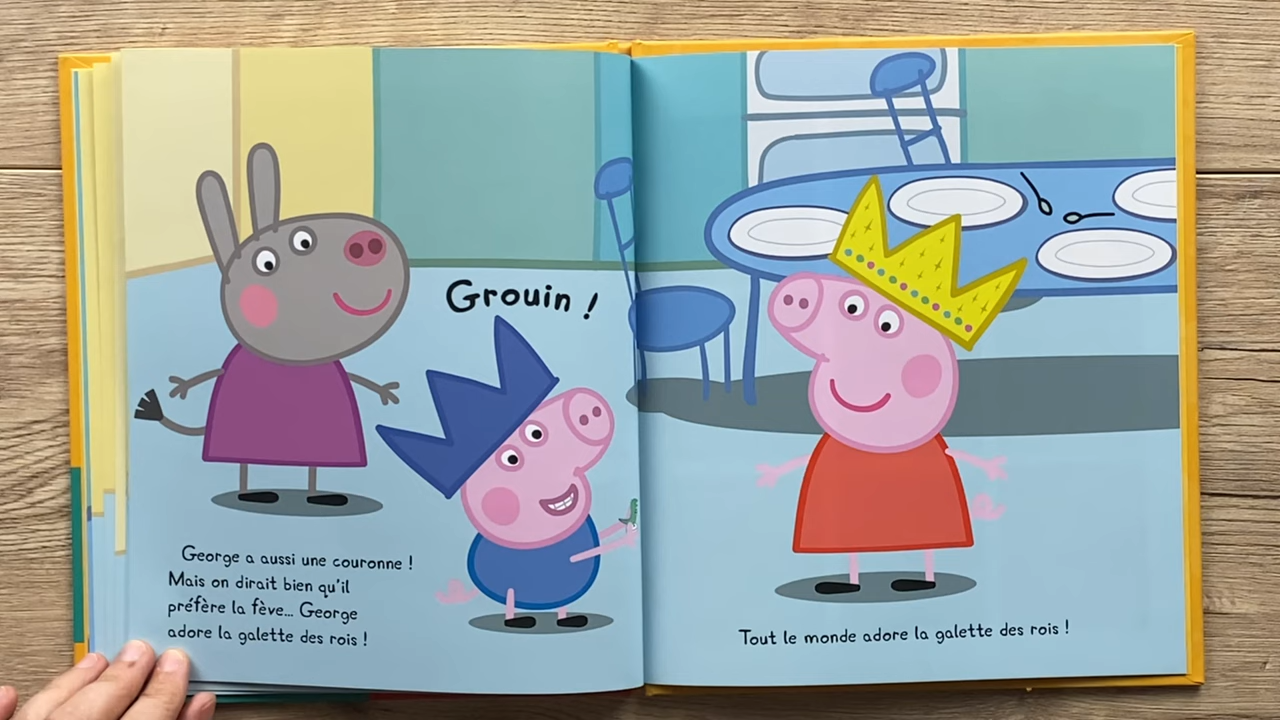 Grouin !
George a aussi une couronne !
Mais on dirait bien qu'il
préfère la fève... George
adore la galette des rois !
Tout le monde adore la galette des rois !